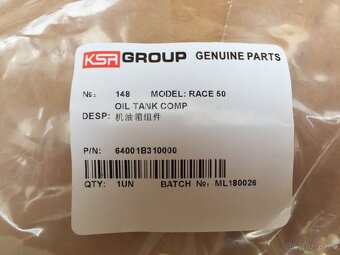 KSR GROUP GENUINE PARTS
№: 148 MODEL: RACE 50
OIL TANK COMP
DESP: 机油箱组件
P/N: 64001B310000
QTY: 1UN BATCH №: ML180026